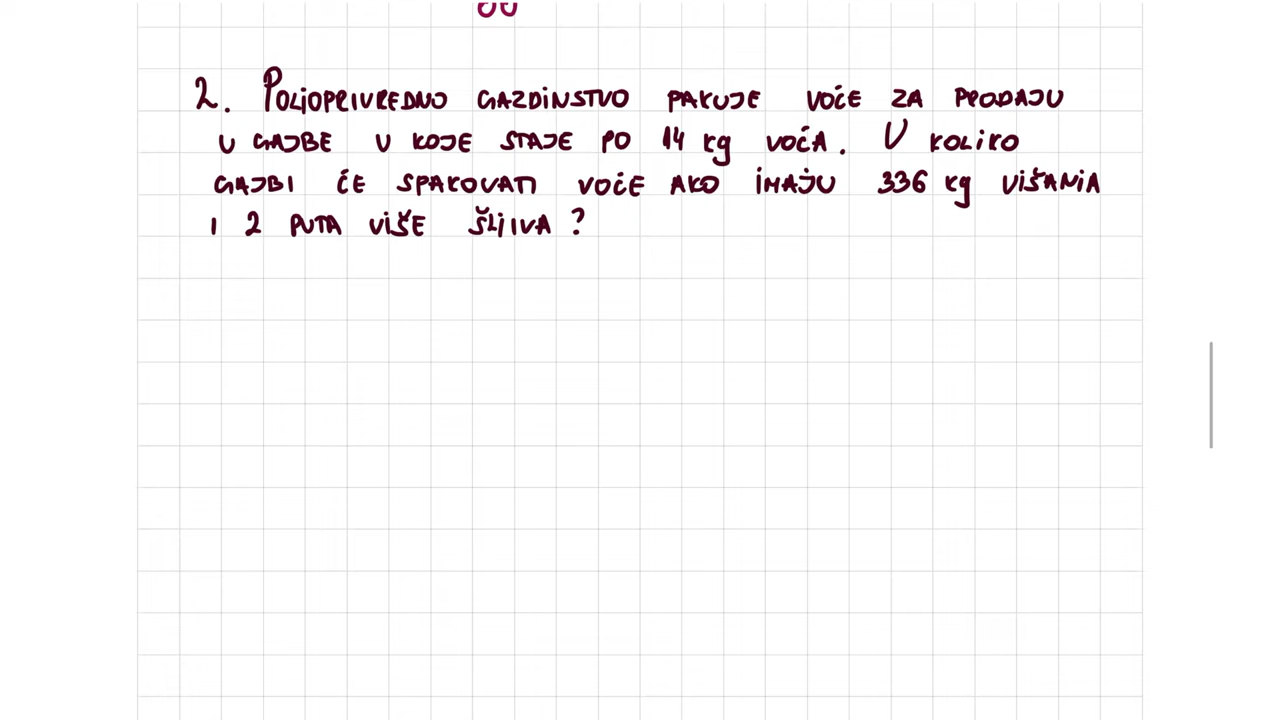 2. Poljoprivredno gazdinstvo pakuje voće za prodaju
u gajbe u koje staje po 14 kg voća. U koliko
gajbi će spakovati voće ako imaju 336 kg višanja
i 2 puta više šljiva?